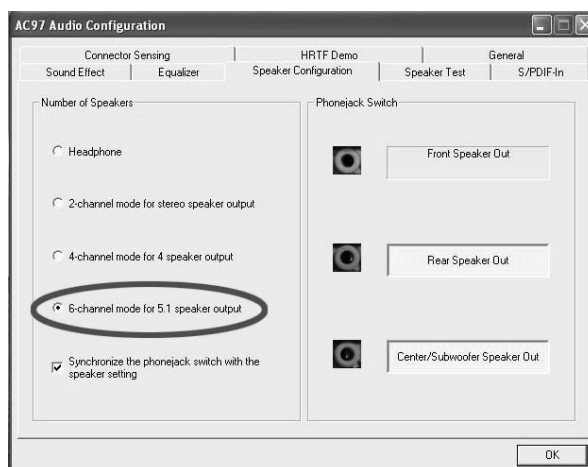 AC97 Audio Configuration
Connector Sensing
HRTF Demo
General
Sound Effect
Equalizer
Speaker Configuration
Speaker Test
S/PDIF-In
Number of Speakers
Headphone
2-channel mode for stereo speaker output
4-channel mode for 4 speaker output
6-channel mode for 5.1 speaker output
Synchronize the phonejack switch with the
speaker setting
Phonejack Switch
Front Speaker Out
Rear Speaker Out
Center/Subwoofer Speaker Out
OK